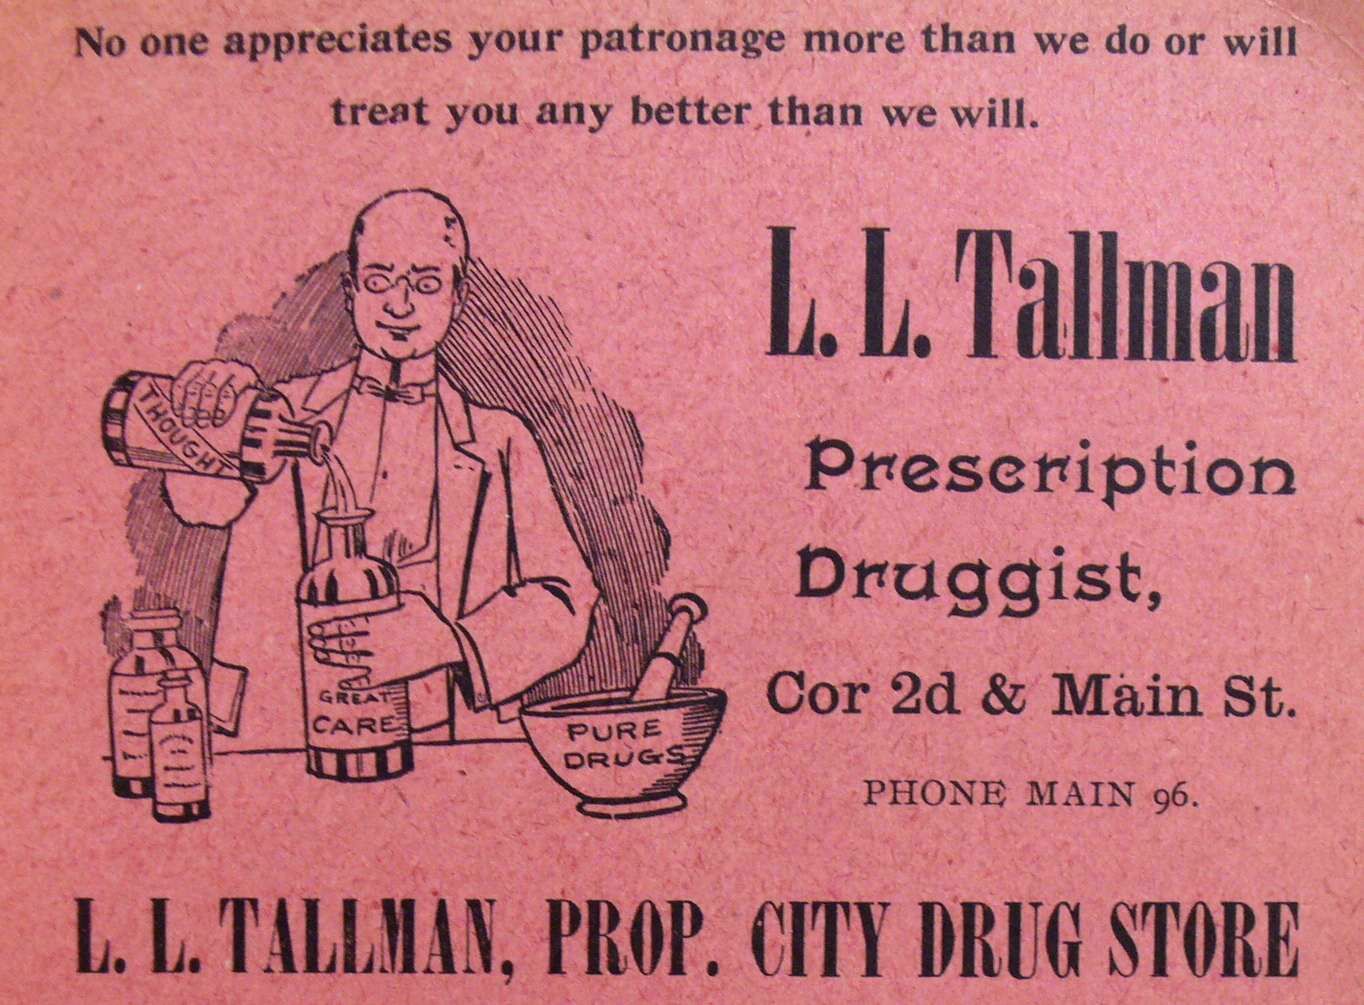 No one appreciates your patronage more than we do or will
treat you any better than we will.
L. L. Tallman
Prescription
Druggist,
Cor 2d & Main St.
PHONE MAIN 96.
THOUGHT
GREAT
CARE
PURE
DRUGS
L. L. TALLMAN, PROP. CITY DRUG STORE